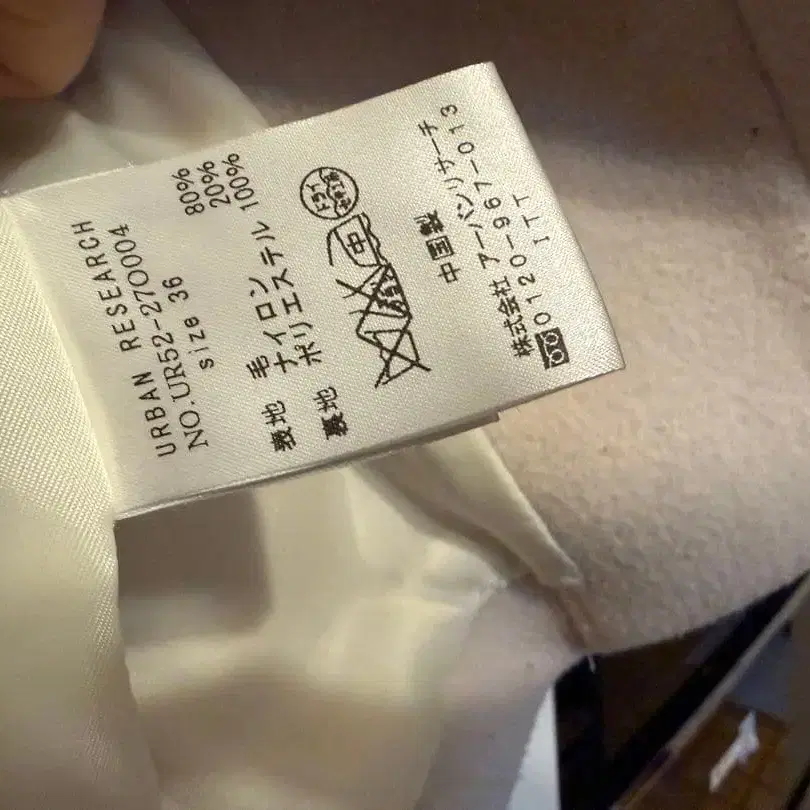 URBAN RESEARCH
NO.UR52-270004
size 36
表地 毛 80%
ナイロン 20%
裏地 ポリエステル 100%
中
ドライ
中国製
株式会社 アーバンリサーチ
0120-967-013
ITT